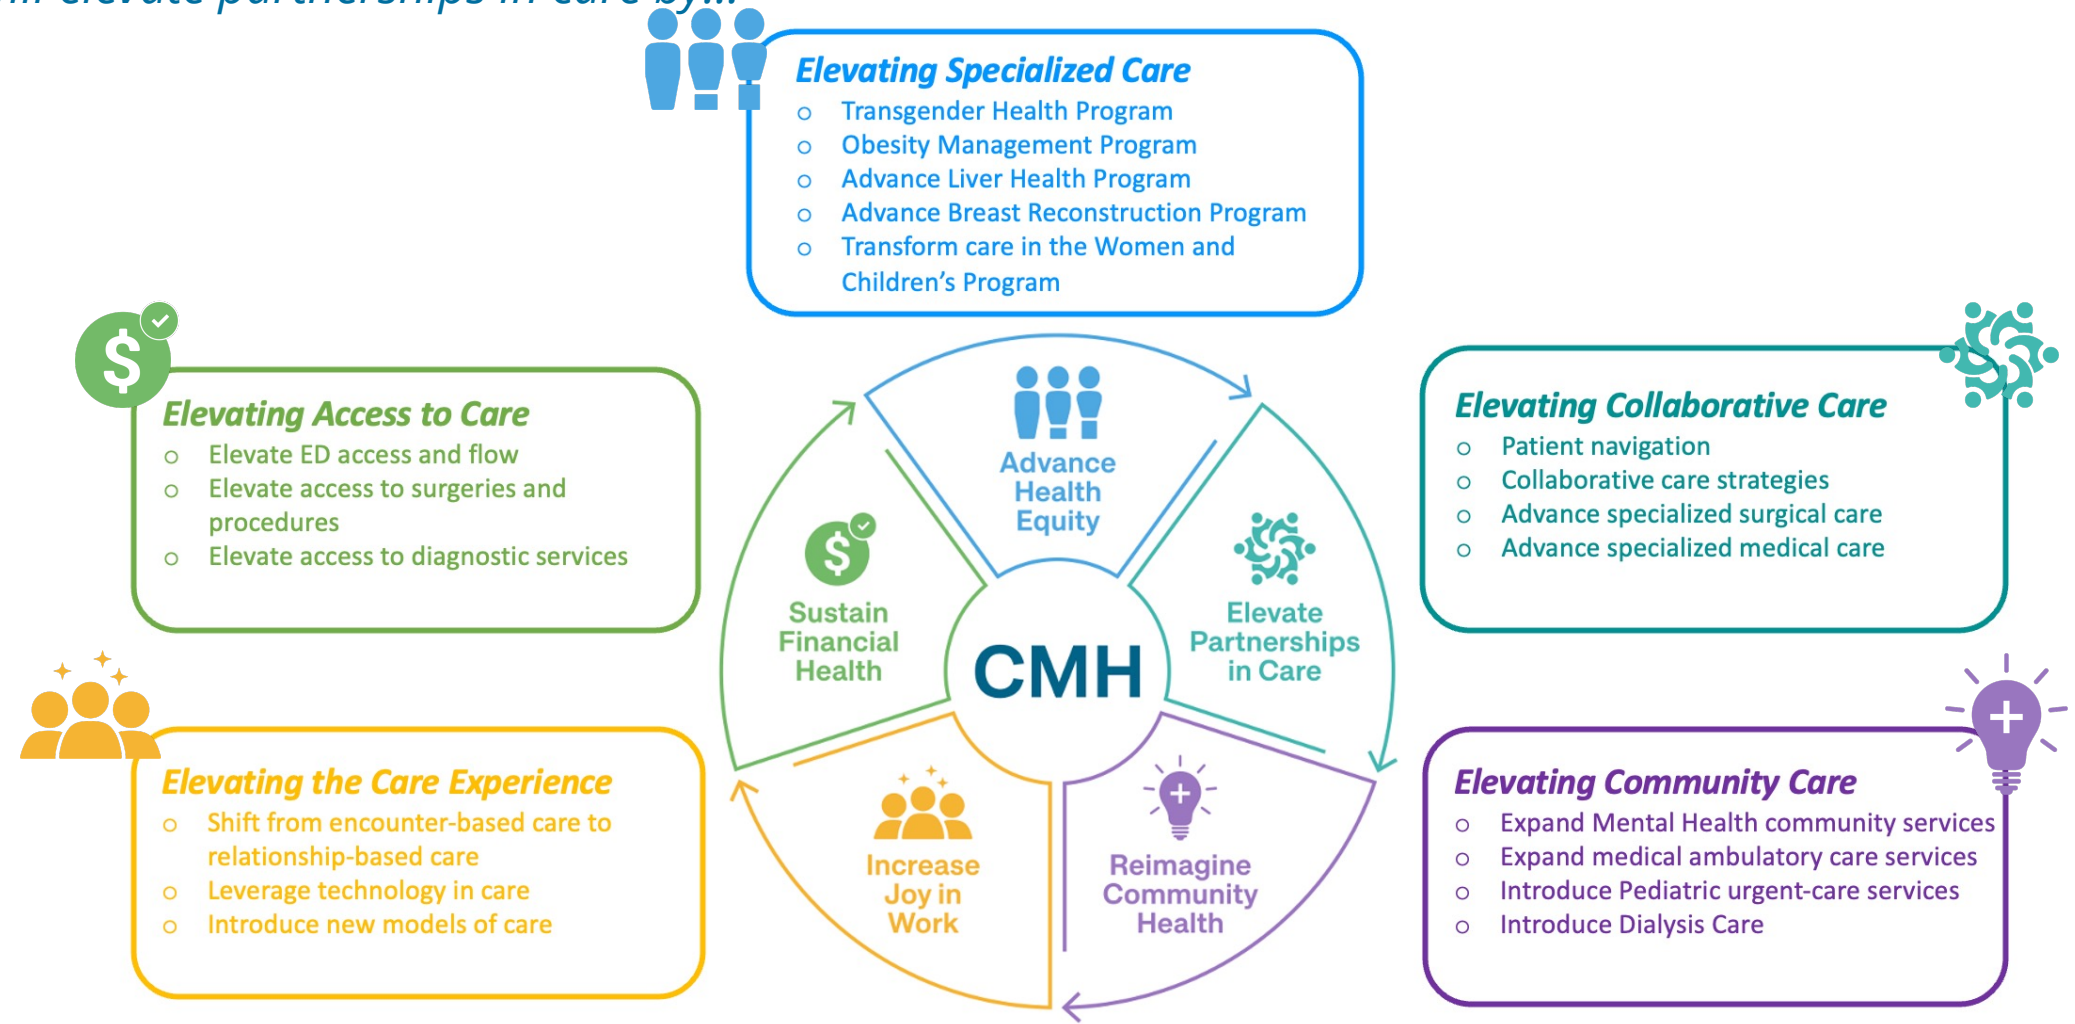 elevate partnerships in care by...
Elevating Specialized Care
o Transgender Health Program
o Obesity Management Program
o Advance Liver Health Program
o Advance Breast Reconstruction Program
o Transform care in the Women and
Children’s Program
Elevating Access to Care
o Elevate ED access and flow
o Elevate access to surgeries and
procedures
o Elevate access to diagnostic services
Elevating Collaborative Care
o Patient navigation
o Collaborative care strategies
o Advance specialized surgical care
o Advance specialized medical care
Elevating the Care Experience
o Shift from encounter-based care to
relationship-based care
o Leverage technology in care
o Introduce new models of care
Elevating Community Care
o Expand Mental Health community services
o Expand medical ambulatory care services
o Introduce Pediatric urgent-care services
o Introduce Dialysis Care
Advance
Health
Equity
$
Sustain
Financial
Health
Elevate
Partnerships
in Care
CMH
Increase
Joy in
Work
Reimagine
Community
Health
$